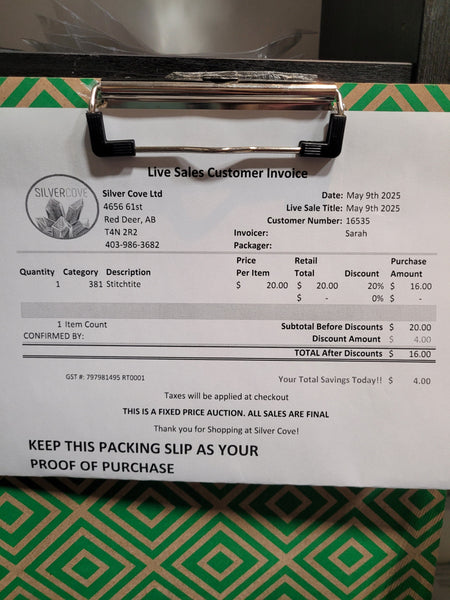 Live Sales Customer Invoice
SILVERCOVE
Silver Cove Ltd
4656 61st
Red Deer, AB
T4N 2R2
403-986-3682
Date: May 9th 2025
Live Sale Title: May 9th 2025
Customer Number: 16535
Invoicer: Sarah
Packager:
Quantity Category Description Price Per Item Retail Total Discount Purchase Amount
1 381 Stitchtite $ 20.00 $ 20.00 20% $ 16.00
$ - 0% $ -
1 Item Count Subtotal Before Discounts $ 20.00
CONFIRMED BY: Discount Amount $ 4.00
TOTAL After Discounts $ 16.00
GST #: 797981495 RT0001 Your Total Savings Today!! $ 4.00
Taxes will be applied at checkout
THIS IS A FIXED PRICE AUCTION. ALL SALES ARE FINAL
Thank you for Shopping at Silver Cove!
KEEP THIS PACKING SLIP AS YOUR
PROOF OF PURCHASE